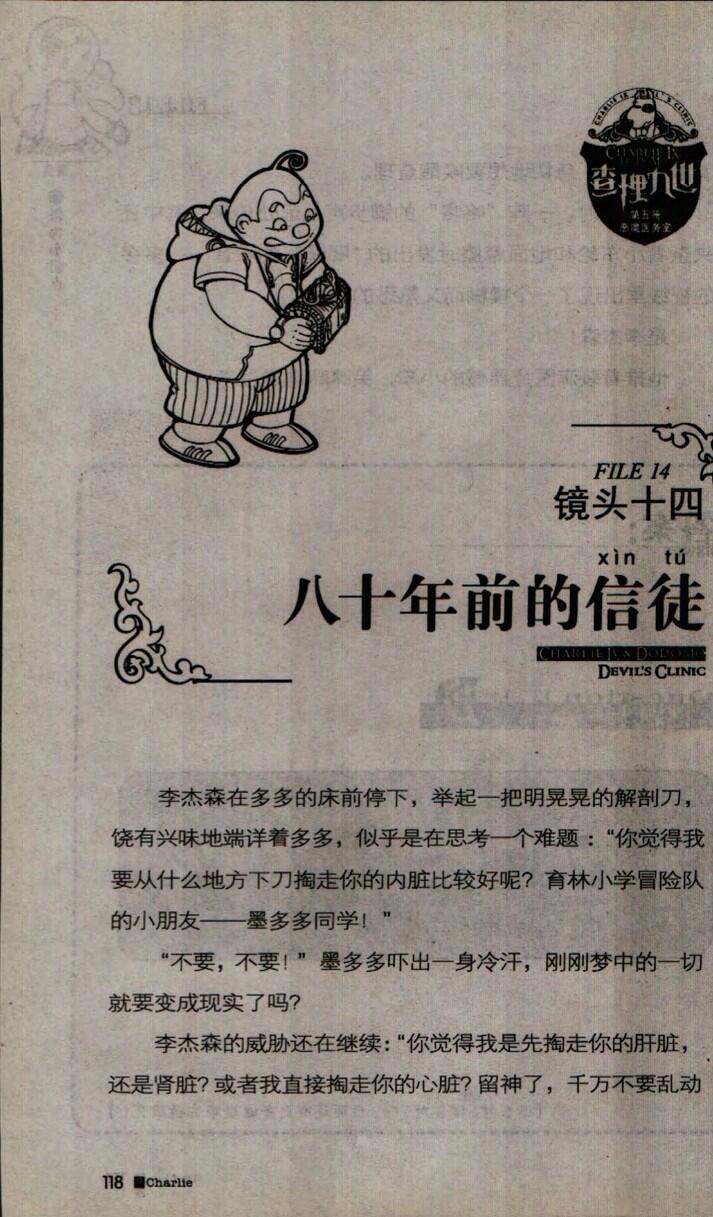 CHARLIE IX
查理九世
第五册
恶魔医务室
FILE 14
镜头十四
xìn tú
八十年前的信徒
CHARLIE IX & DODOMO
DEVIL'S CLINIC
李杰森在多多的床前停下，举起一把明晃晃的解剖刀，
饶有兴味地端详着多多，似乎是在思考一个难题：“你觉得我
要从什么地方下刀掏走你的内脏比较好呢？育林小学冒险队
的小朋友——墨多多同学！”
“不要，不要！”墨多多吓出一身冷汗，刚刚梦中的一切
就要变成现实了吗？
李杰森的威胁还在继续：“你觉得我是先掏走你的肝脏，
还是肾脏？或者我直接掏走你的心脏？留神了，千万不要乱动
118 Charlie